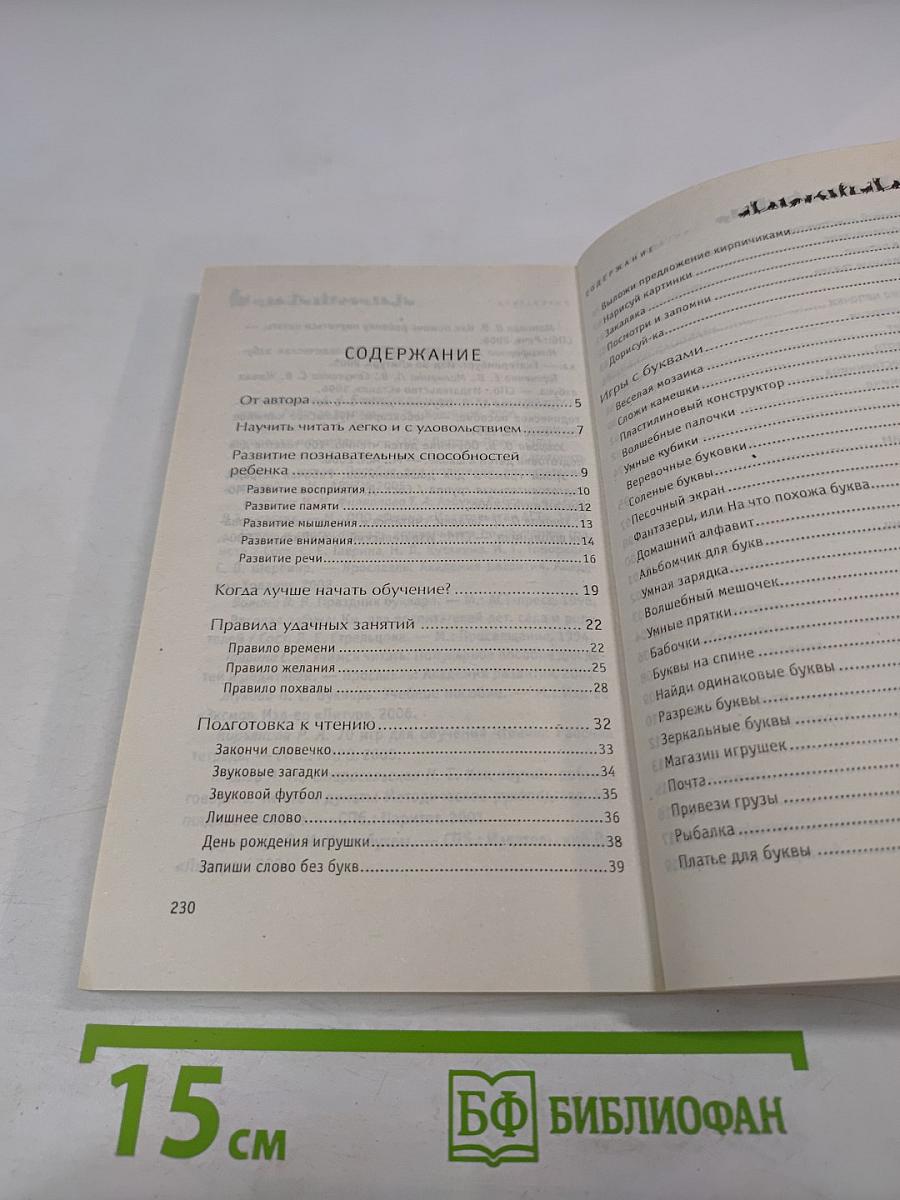 СОДЕРЖАНИЕ
От автора 5
Научить читать легко и с удовольствием 7
Развитие познавательных способностей
ребенка 9
Развитие восприятия 10
Развитие памяти 12
Развитие мышления 13
Развитие внимания 14
Развитие речи 16
Когда лучше начать обучение? 19
Правила удачных занятий 22
Правило времени 22
Правило желания 25
Правило похвалы 28
Подготовка к чтению 32
Закончи словечко 33
Звуковые загадки 34
Звуковой футбол 35
Лишнее слово 36
День рождения игрушки 38
Запиши слово без букв 39
230
СОДЕРЖАНИЕ
Выложи предложение кирпичиками
Нарисуй картинки
Закаляка
Посмотри и запомни
Дорисуй-ка
Игры с буквами
Веселая мозаика
Сложи камешки
Пластилиновый конструктор
Волшебные палочки
Умные кубики
Веревочные буковки
Соленые буквы
Песочный экран
Фантазеры, или На что похожа буква
Домашний алфавит
Альбомчик для букв
Умная зарядка
Волшебный мешочек
Умные прятки
Бабочки
Буквы на спине
Найди одинаковые буквы
Разрежь буквы
Зеркальные буквы
Магазин игрушек
Почта
Привези грузы
Рыбалка
Платье для буквы
15 см
БФ БИБЛИОФАН